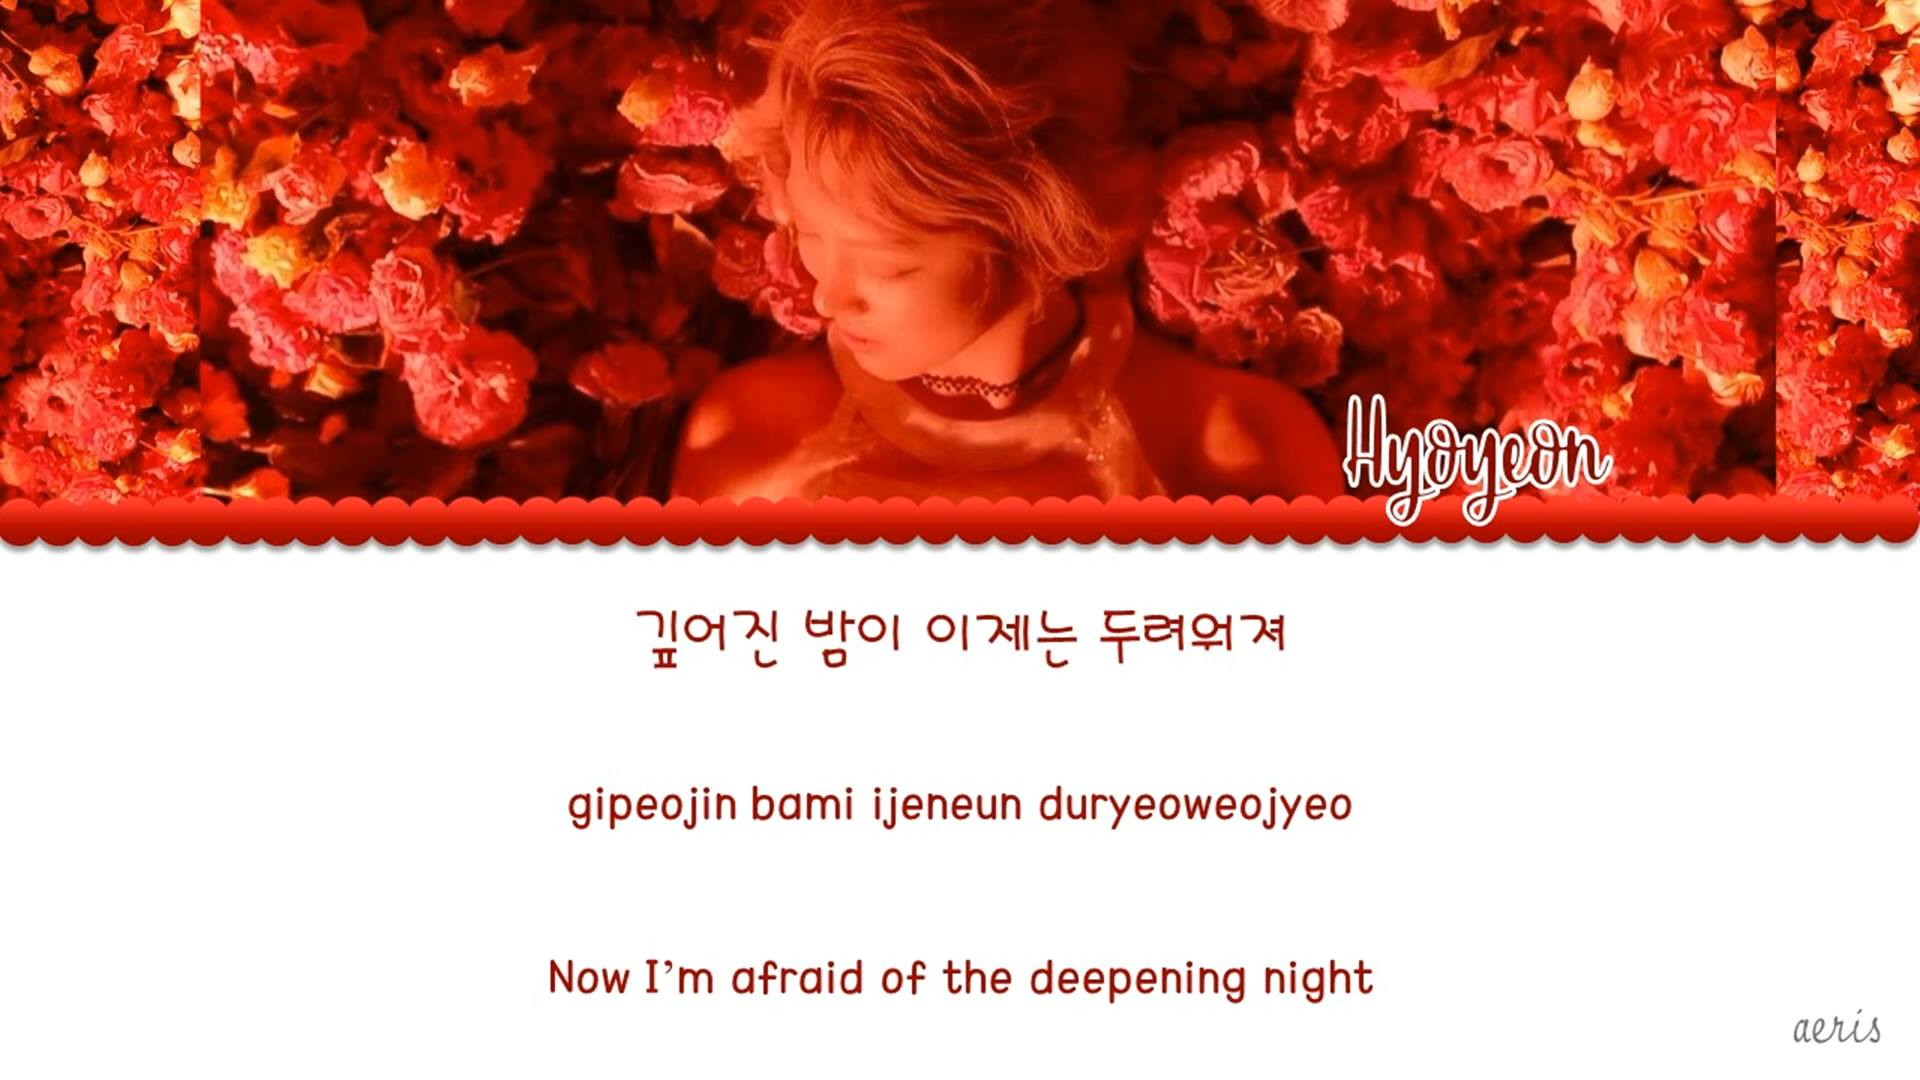 Hyoyeon
깊어진 밤이 이제는 두려워져
gipeojin bami ijeneun duryeoweojyeo
Now I'm afraid of the deepening night
aeris